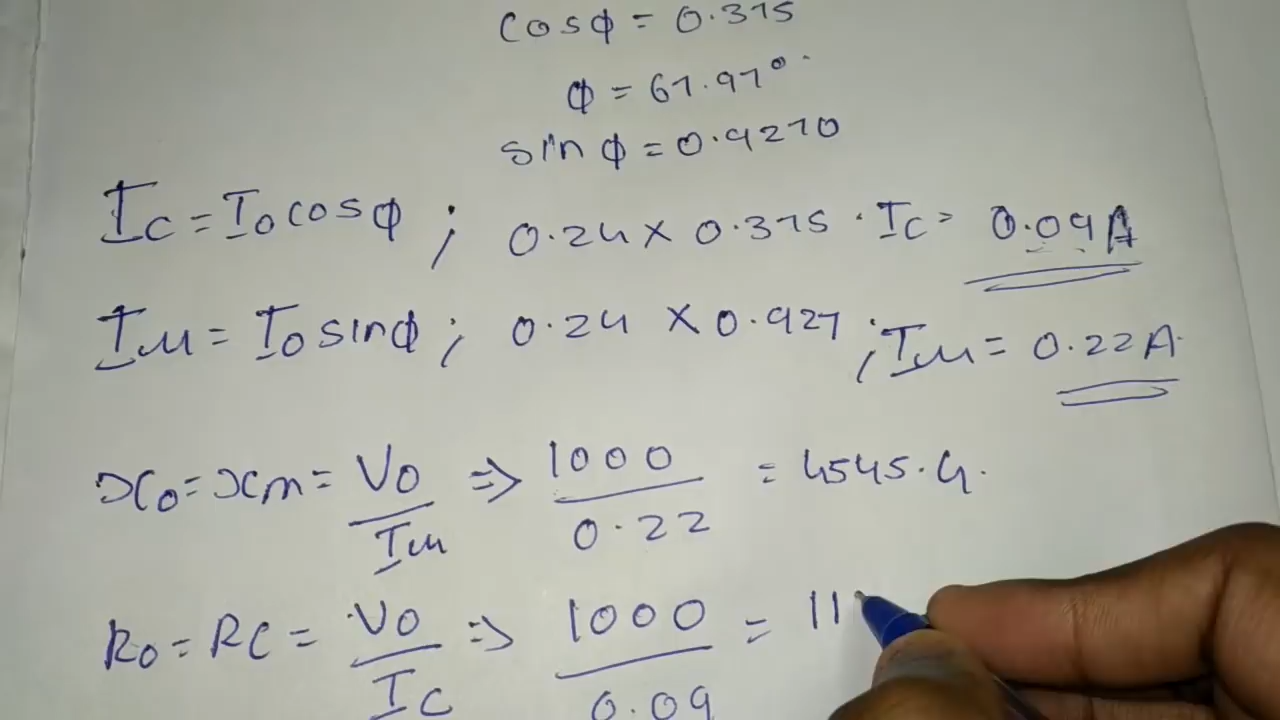 cosφ = 0.375
φ = 67.97°
sin φ = 0.9270
Ic = I0 cosφ ; 0.24 × 0.375 . Ic = 0.09A
Iμ = I0 sinφ ; 0.24 × 0.927 ; Iμ = 0.22A.
x0 = xm = V0/Iμ ⇒ 1000/0.22 = 4545.4.
R0 = RC = V0/Ic ⇒ 1000/0.09 = 11